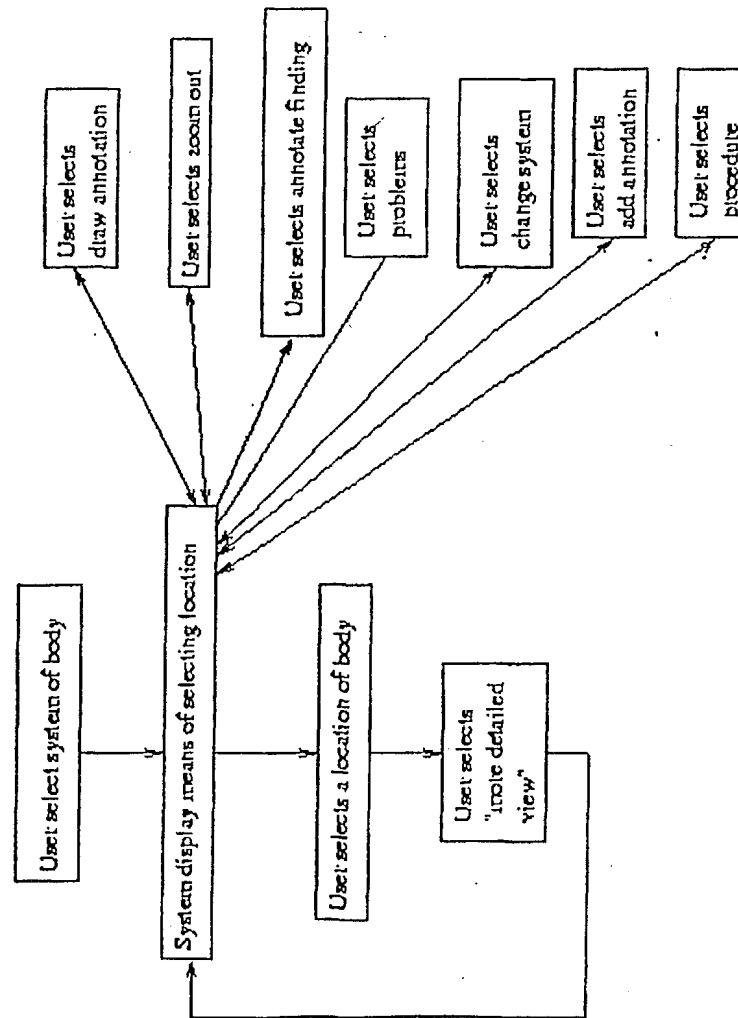 User select system of body
System display means of selecting location
User selects a location of body
User selects
"more detailed
view"
User selects
draw annotation
User selects zoom out
User selects annotate finding
User selects
problems
User selects
change system
User selects
add annotation
User selects
procedure